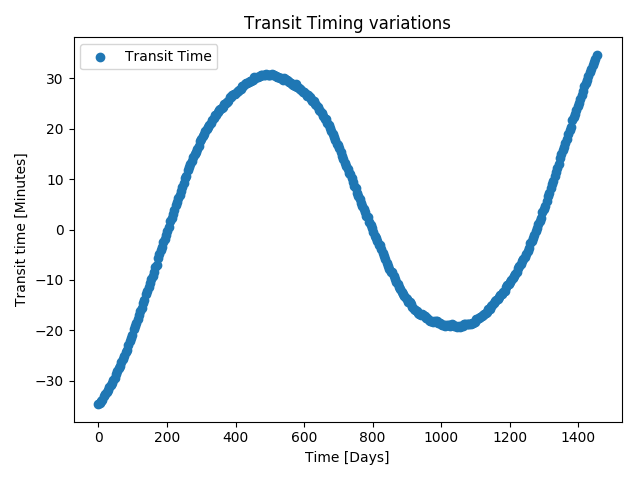 Transit Timing variations
Transit Time
Transit time [Minutes]
30
20
10
0
−10
−20
−30
0 200 400 600 800 1000 1200 1400
Time [Days]